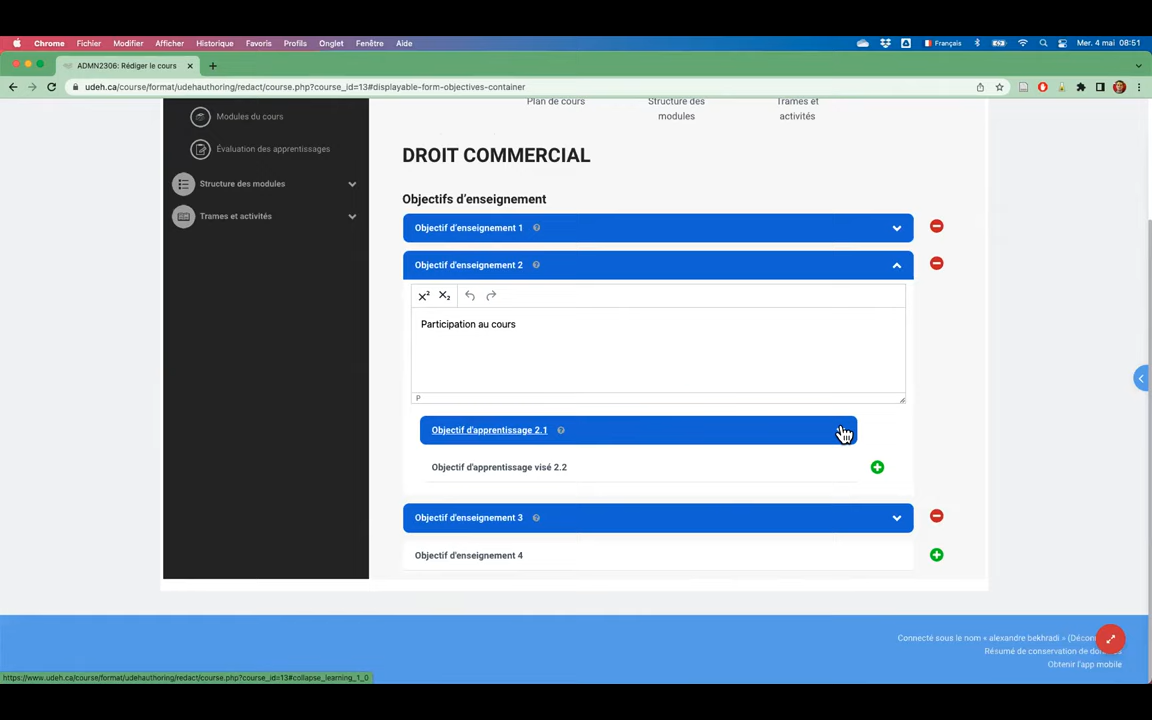 Chrome Fichier Modifier Afficher Historique Favoris Profils Onglet Fenêtre Aide Français Mer. 4 mai 08:51
ADMN2306: Rédiger le cours
udeh.ca/course/format/udehauthoring/redact/course.php?course_id=13#displayable-form-objectives-container
Plan de cours
Structure des modules
Trames et activités
Modules du cours
Évaluation des apprentissages
Structure des modules
Trames et activités
DROIT COMMERCIAL
Objectifs d'enseignement
Objectif d'enseignement 1
Objectif d'enseignement 2
X² X₂
Participation au cours
P
Objectif d'apprentissage 2.1
Objectif d'apprentissage visé 2.2
Objectif d'enseignement 3
Objectif d'enseignement 4
Connecté sous le nom « alexandre bekhradi » (Décon
Résumé de conservation de do
Obtenir l'app mobile
https://www.udeh.ca/course/format/udehauthoring/redact/course.php?course_id=13#collapse_learning_1_0